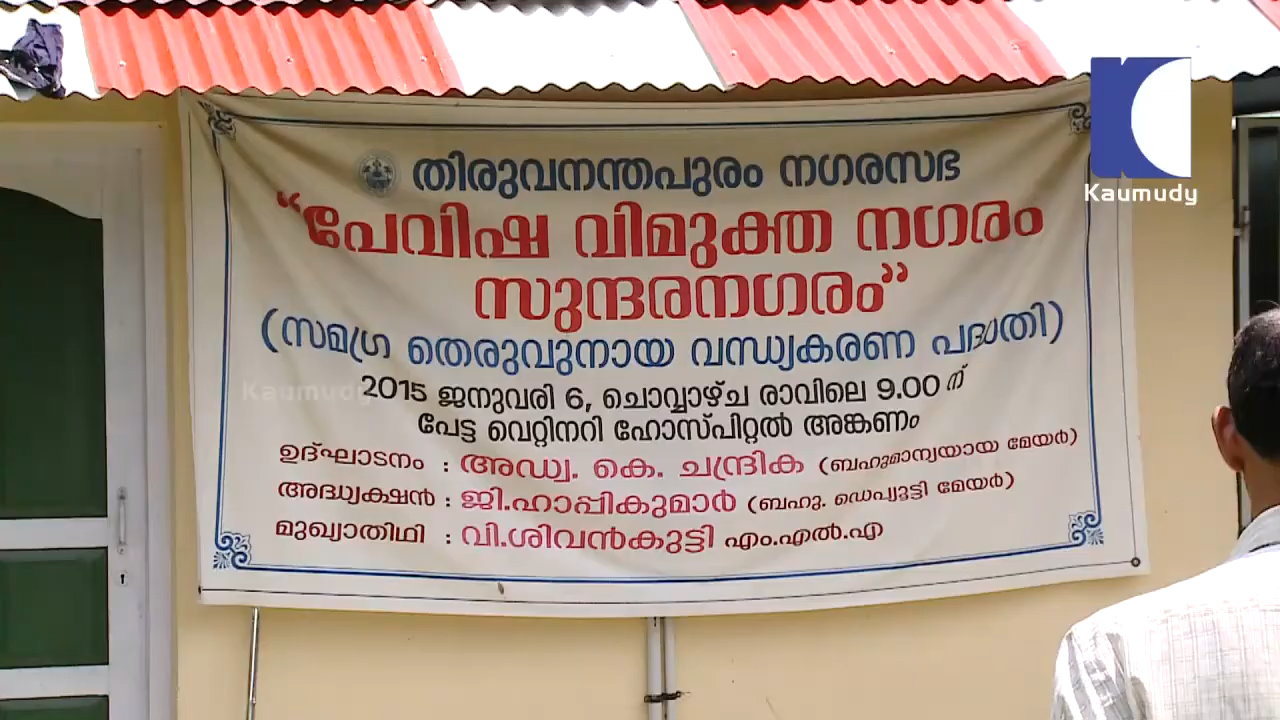 Kaumudy
തിരുവനന്തപുരം നഗരസഭ
“പേവിഷ വിമുക്ത നഗരം
സുന്ദരനഗരം”
(സമഗ്ര തെരുവുനായ വന്ധ്യകരണ പദ്ധതി)
2015 ജനുവരി 6, ചൊവ്വാഴ്ച രാവിലെ 9.00 ന്
Kaumudy
പേട്ട വെറ്റിനറി ഹോസ്പിറ്റൽ അങ്കണം
ഉദ്ഘാടനം : അഡ്വ. കെ. ചന്ദ്രിക (ബഹുമാന്യയായ മേയർ)
അദ്ധ്യക്ഷൻ : ജി.ഹാപ്പികുമാർ (ബഹു. ഡെപ്യൂട്ടി മേയർ)
മുഖ്യാതിഥി : വി.ശിവൻകുട്ടി എം.എൽ.എ